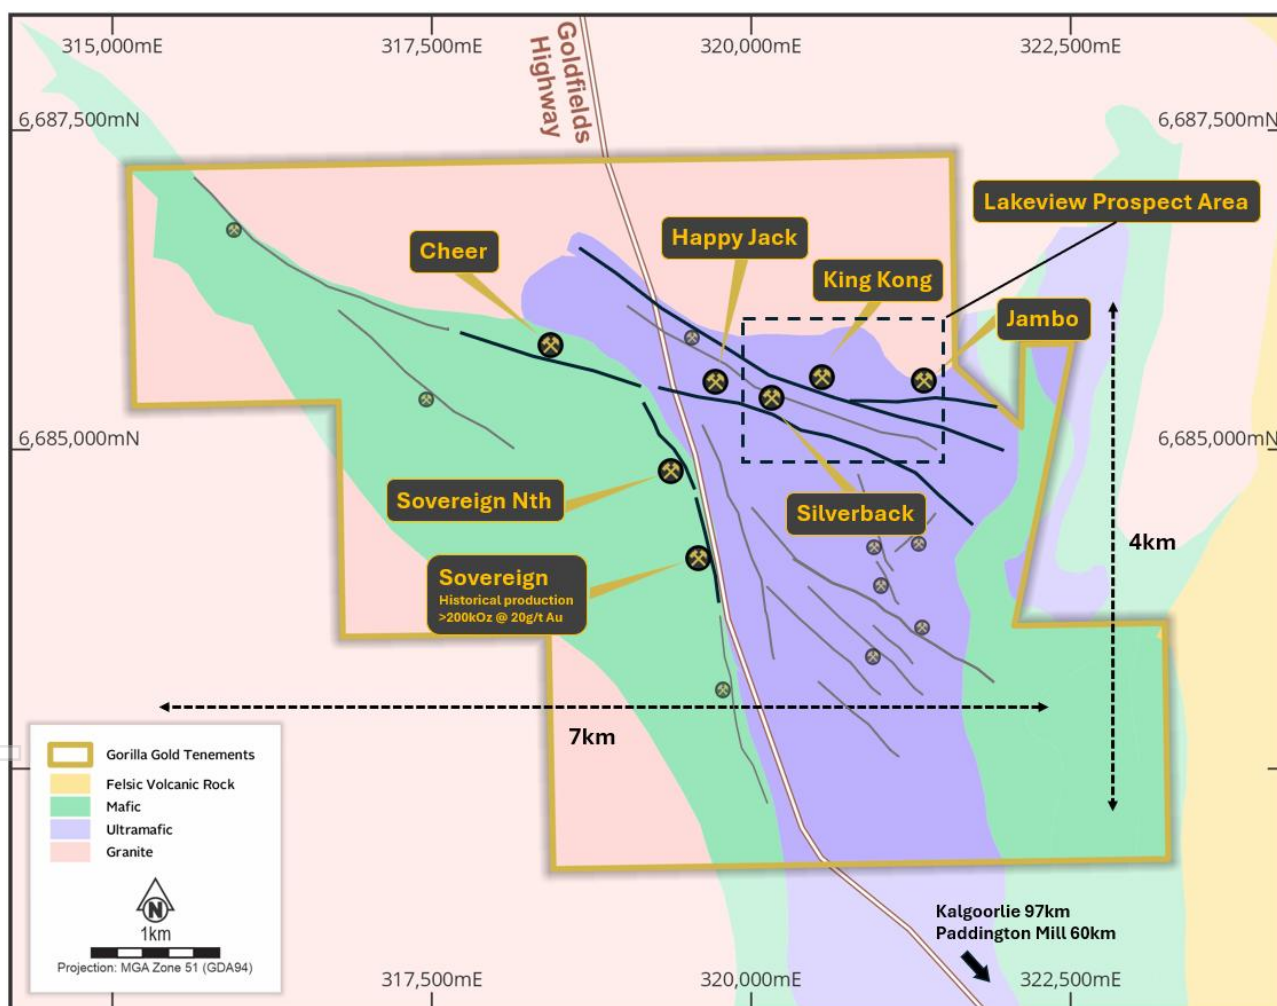 315,000mE
317,500mE
320,000mE
322,500mE
Goldfields
Highway
6,687,500mN
6,687,500mN
Lakeview Prospect Area
Happy Jack
Cheer
King Kong
Jambo
6,685,000mN
6,685,000mN
Sovereign Nth
Silverback
4km
Sovereign
Historical production
>200kOz @ 20g/t Au
7km
Gorilla Gold Tenements
Felsic Volcanic Rock
Mafic
Ultramafic
Granite
N
1km
Projection: MGA Zone 51 (GDA94)
Kalgoorlie 97km
Paddington Mill 60km
317,500mE
320,000mE
322,500mE